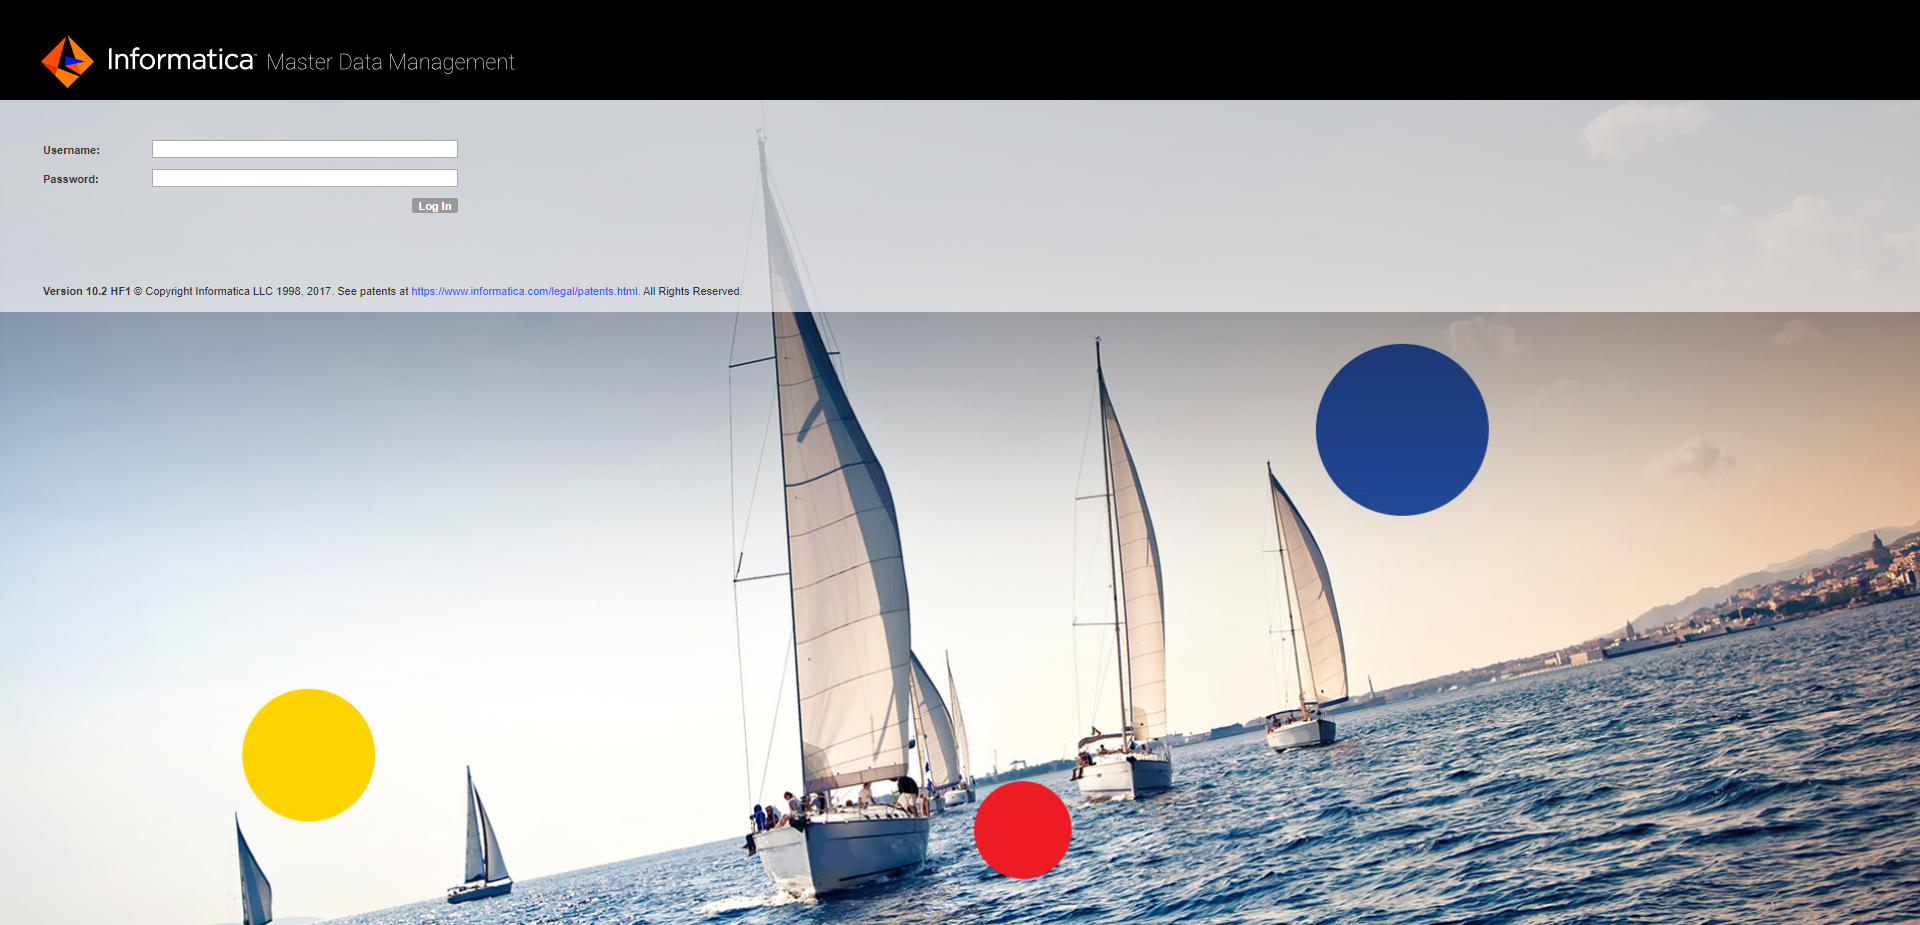 Informatica™ Master Data Management
Username:
Password:
Log In
Version 10.2 HF1 © Copyright Informatica LLC 1998, 2017. See patents at https://www.informatica.com/legal/patents.html. All Rights Reserved.